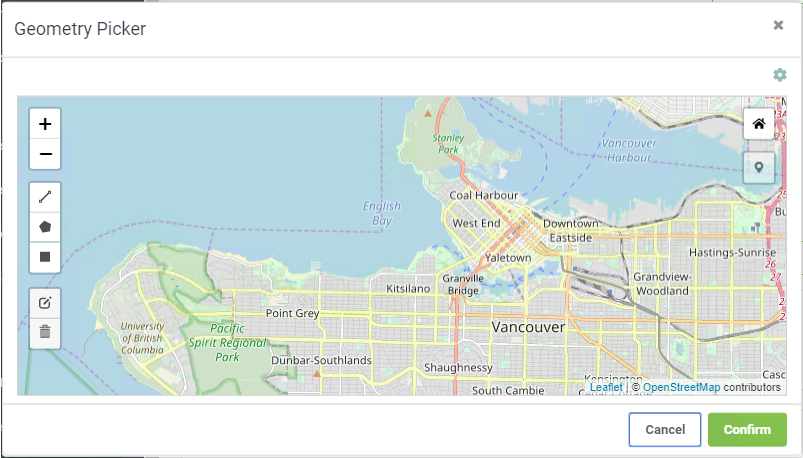 Geometry Picker
×
+
−
Stanley
Park
Vancouver
Harbour
Coal Harbour
English
Bay
West End
Downtown
Eastside
Yaletown
Hastings-Sunrise
26
27
Granville
Bridge
Kitsilano
Grandview-
Woodland
Point Grey
University
of British
Columbia
Pacific
Spirit Regional
Park
Vancouver
Dunbar-Southlands
Shaughnessy
South Cambie
Kensington-
Leaflet | © OpenStreetMap contributors
Cancel
Confirm